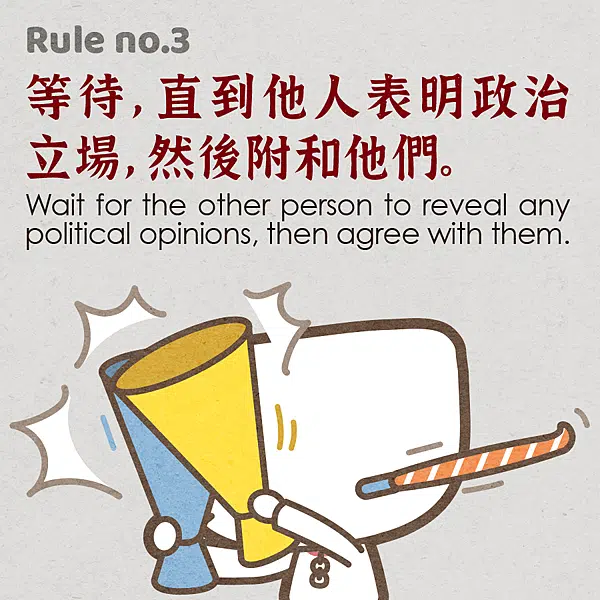 Rule no.3
等待，直到他人表明政治
立場，然後附和他們。
Wait for the other person to reveal any
political opinions, then agree with them.